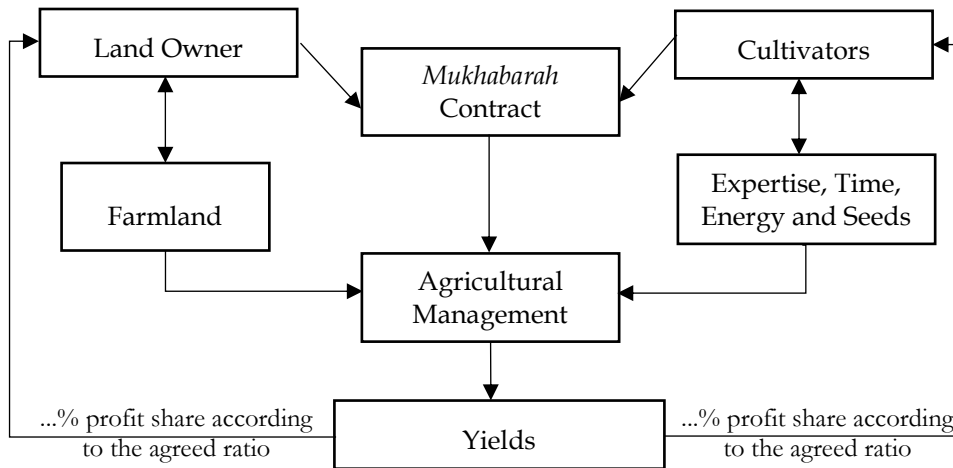 Land Owner
Mukhabarah
Contract
Cultivators
Farmland
Expertise, Time,
Energy and Seeds
Agricultural
Management
...% profit share according
to the agreed ratio
Yields
...% profit share according
to the agreed ratio